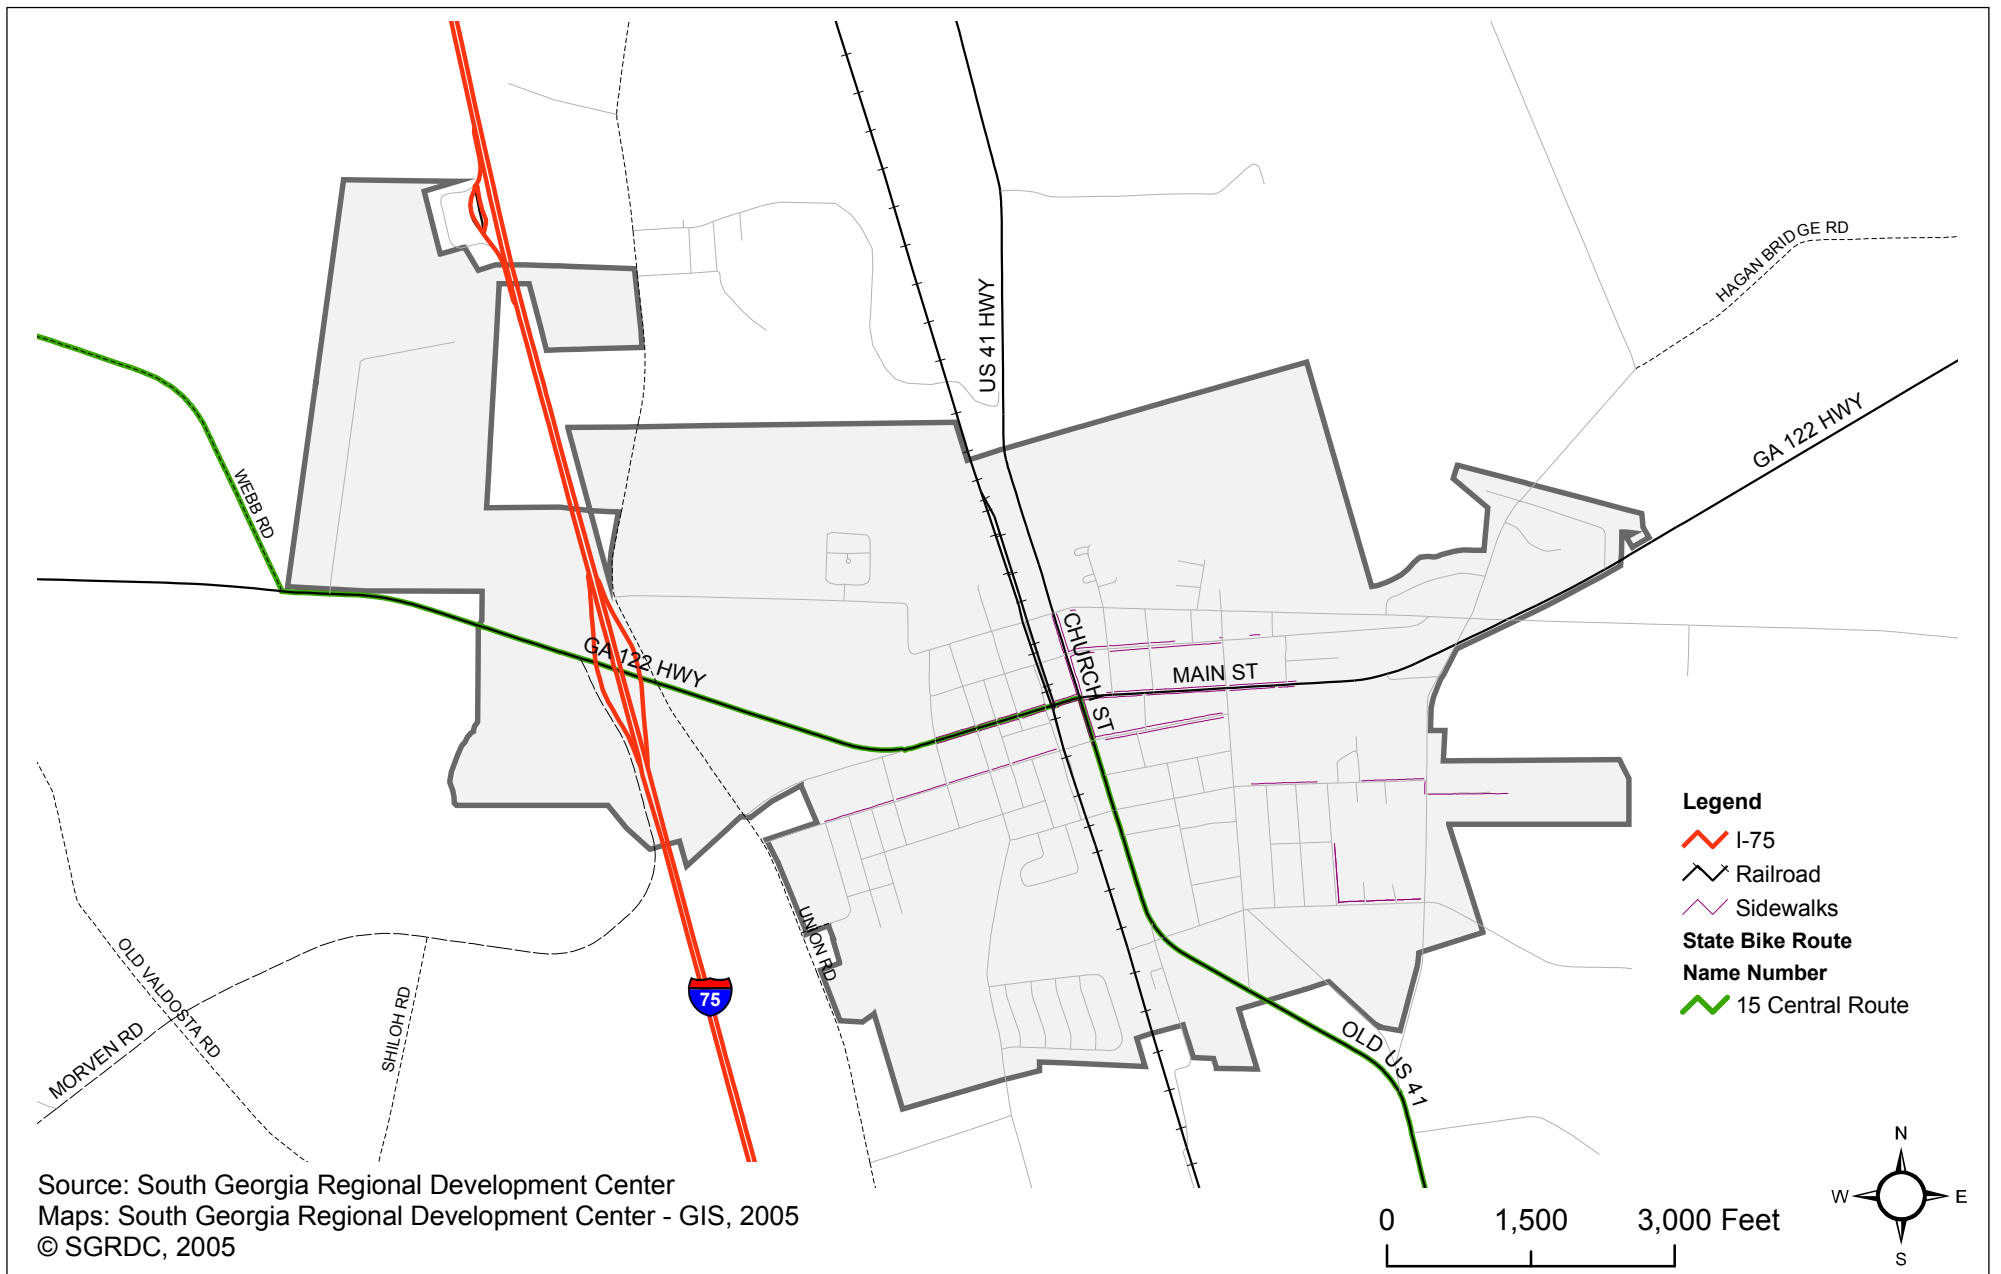 US 41 HWY
HAGAN BRIDGE RD
GA 122 HWY
WEBB RD
GA 122 HWY
CHURCH ST
MAIN ST
UNION RD
OLD VALDOSTA RD
SHILOH RD
MORVEN RD
75
OLD US 41
Legend
I-75
Railroad
Sidewalks
State Bike Route
Name Number
15 Central Route
N
W E
S
Source: South Georgia Regional Development Center
Maps: South Georgia Regional Development Center - GIS, 2005
© SGRDC, 2005
0 1,500 3,000 Feet